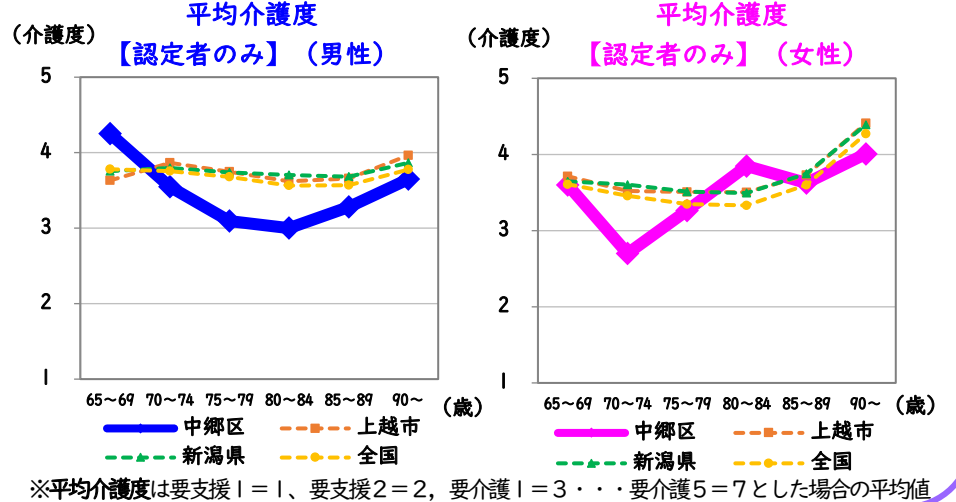 平均介護度
【認定者のみ】（男性）
（介護度）
5
4
3
2
1
65～69 70～74 75～79 80～84 85～89 90～ （歳）
中郷区 上越市
新潟県 全国
平均介護度
【認定者のみ】（女性）
（介護度）
5
4
3
2
1
65～69 70～74 75～79 80～84 85～89 90～ （歳）
中郷区 上越市
新潟県 全国
※平均介護度は要支援１＝１、要支援２＝２，要介護１＝３・・・要介護５＝７とした場合の平均値